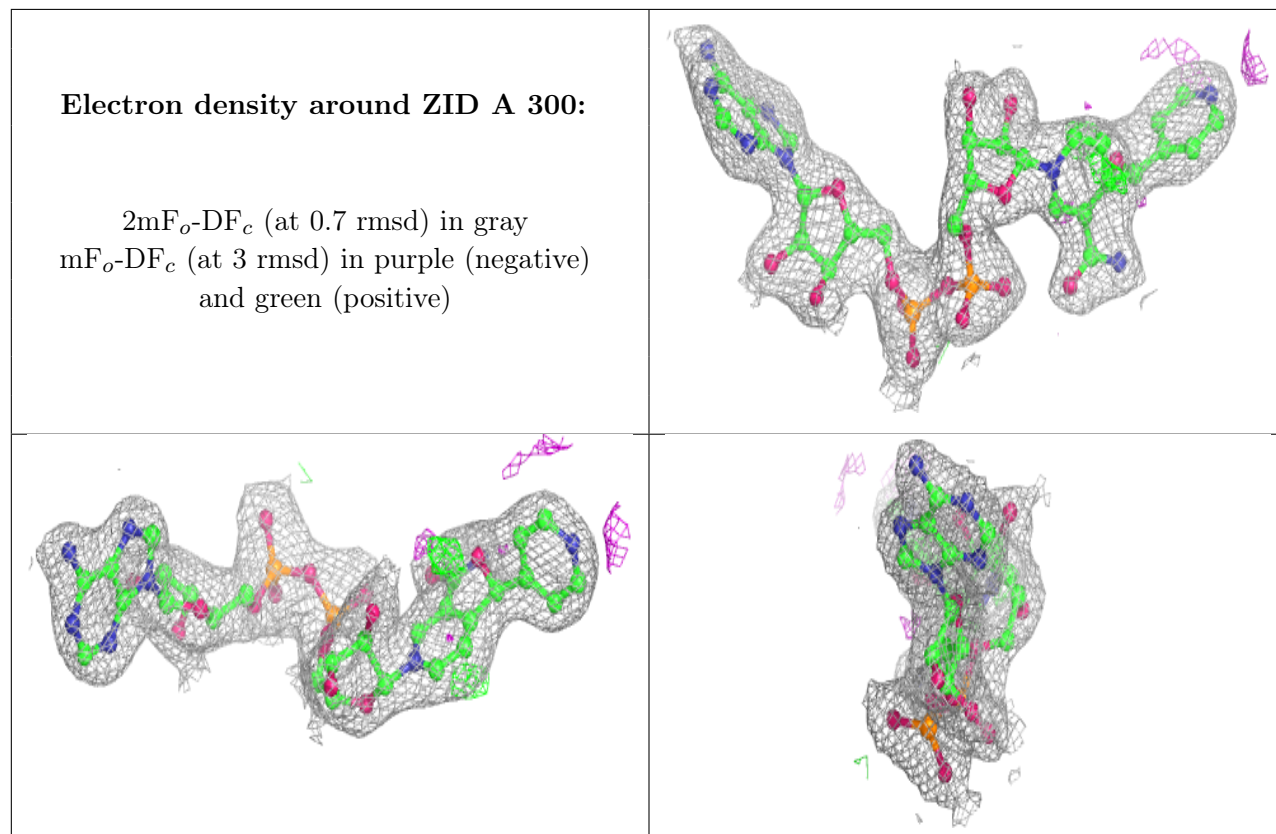 Electron density around ZID A 300:
2mFo-DFc (at 0.7 rmsd) in gray
mFo-DFc (at 3 rmsd) in purple (negative)
and green (positive)